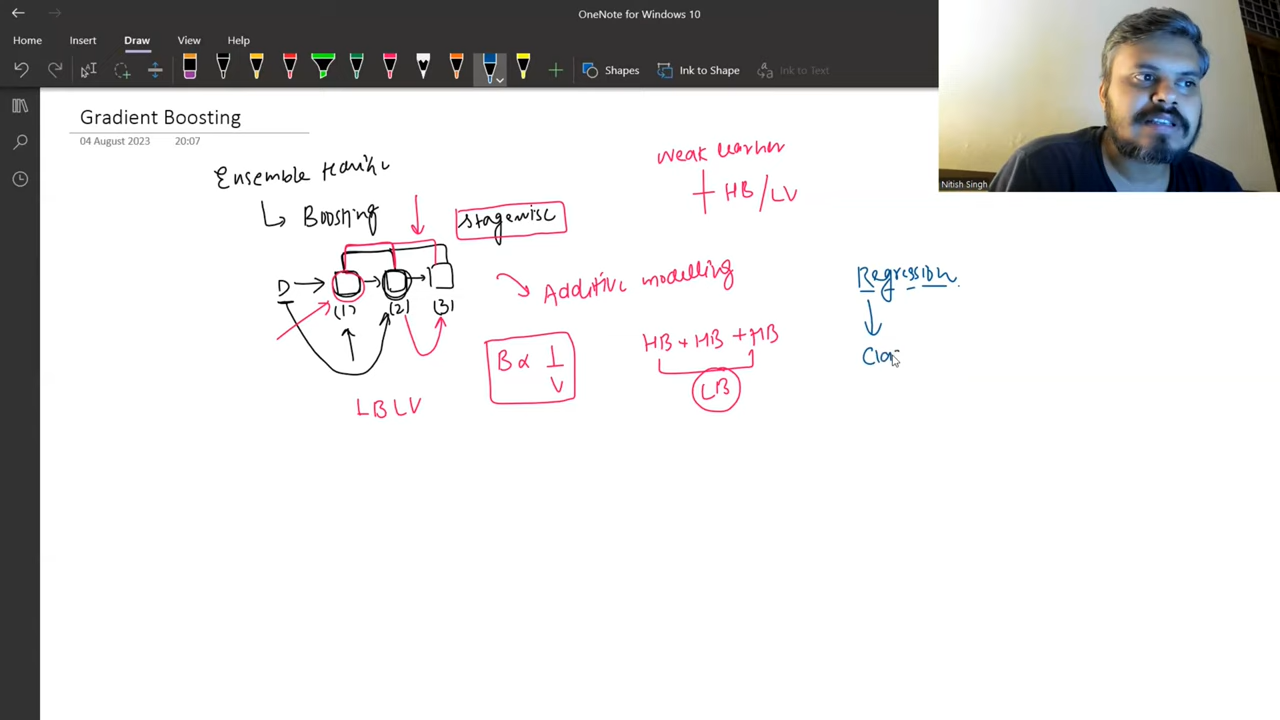 OneNote for Windows 10
Home Insert Draw View Help
Shapes Ink to Shape Ink to Text
Gradient Boosting
04 August 2023 20:07
Ensemble
Boosting
stagewise
weak learner
HB/LV
D
(1) (2) (3)
Additive modelling
Regression
B ∝ 1/V
HB + HB + HB
LB
LBLV
Cla
Nitish Singh